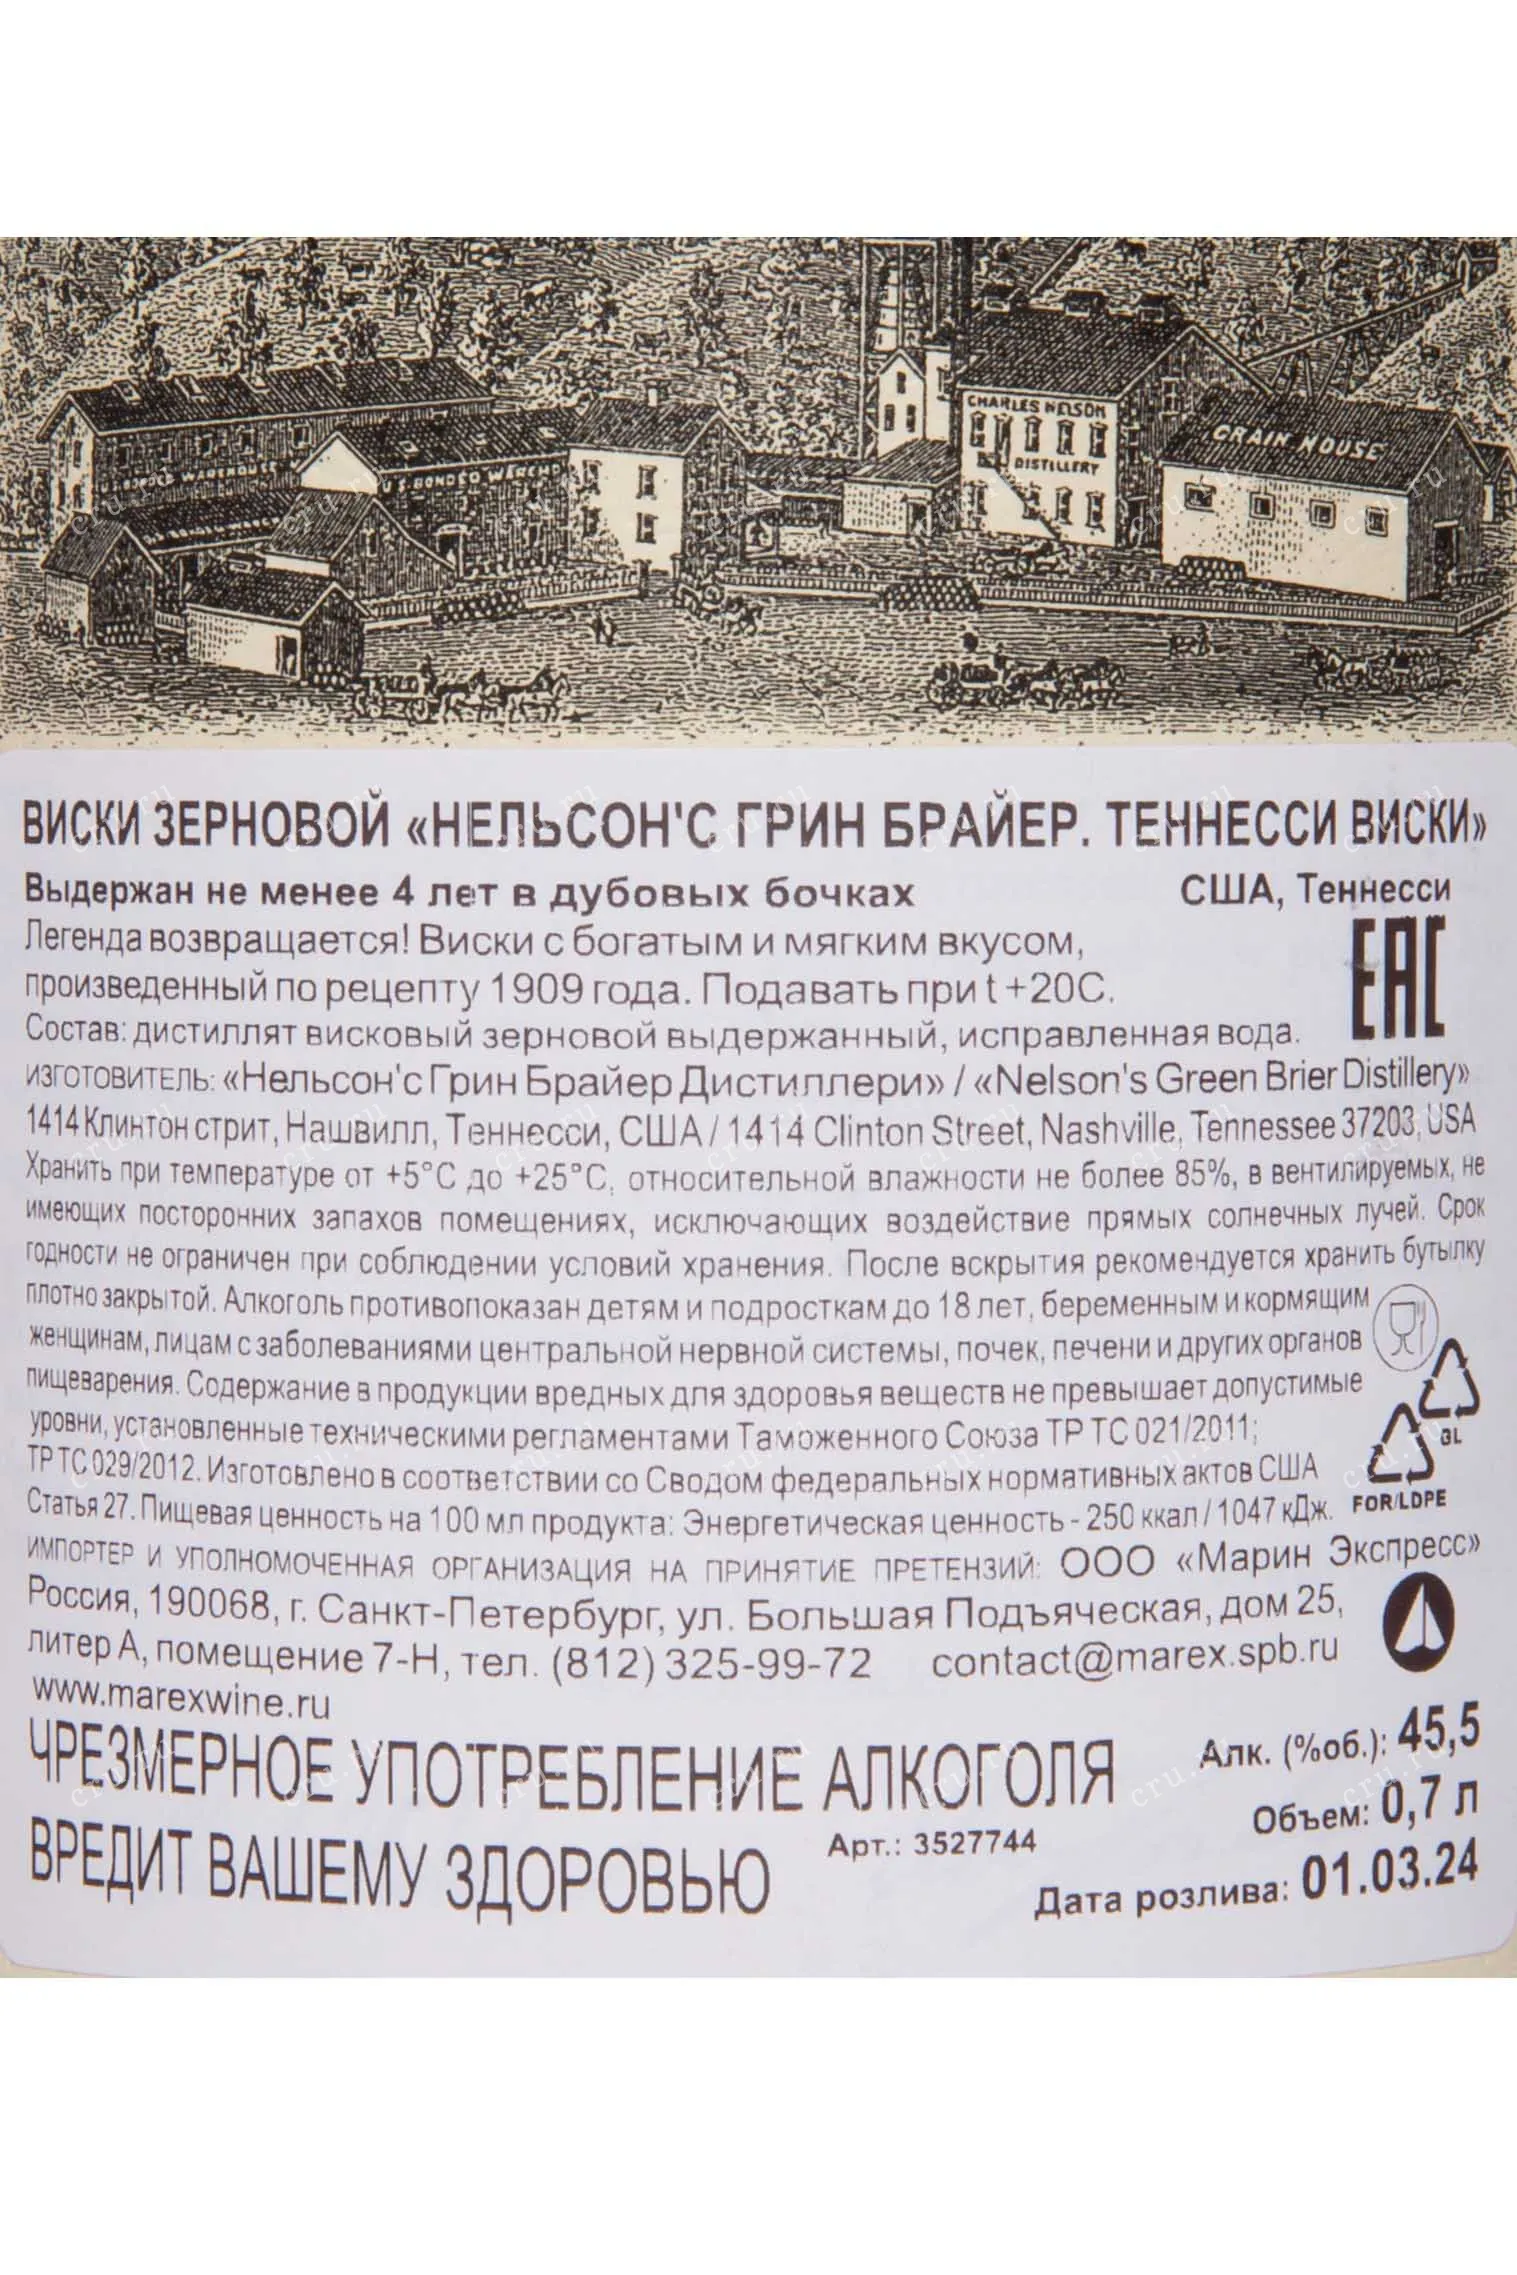 CHARLES NELSON
DISTILLERY
GRAIN HOUSE
U.S. BONDED
WAREHOUSE
ВИСКИ ЗЕРНОВОЙ «НЕЛЬСОН'С ГРИН БРАЙЕР. ТЕННЕССИ ВИСКИ»
Выдержан не менее 4 лет в дубовых бочках США, Теннесси
Легенда возвращается! Виски с богатым и мягким вкусом,
произведенный по рецепту 1909 года. Подавать при t +20C.
EAC
Состав: дистиллят висковый зерновой выдержанный, исправленная вода.
ИЗГОТОВИТЕЛЬ: «Нельсон'с Грин Брайер Дистиллери» / «Nelson's Green Brier Distillery»
1414 Клинтон стрит, Нашвилл, Теннесси, США / 1414 Clinton Street, Nashville, Tennessee 37203, USA
Хранить при температуре от +5°C до +25°C, относительной влажности не более 85%, в вентилируемых, не
имеющих посторонних запахов помещениях, исключающих воздействие прямых солнечных лучей. Срок
годности не ограничен при соблюдении условий хранения. После вскрытия рекомендуется хранить бутылку
плотно закрытой. Алкоголь противопоказан детям и подросткам до 18 лет, беременным и кормящим
женщинам, лицам с заболеваниями центральной нервной системы, почек, печени и других органов
пищеварения. Содержание в продукции вредных для здоровья веществ не превышает допустимые
уровни, установленные техническими регламентами Таможенного Союза ТР ТС 021/2011;
ТР ТС 029/2012. Изготовлено в соответствии со Сводом федеральных нормативных актов США
Статья 27. Пищевая ценность на 100 мл продукта: Энергетическая ценность - 250 ккал / 1047 кДж.
GL
FOR/LDPE
ИМПОРТЕР И УПОЛНОМОЧЕННАЯ ОРГАНИЗАЦИЯ НА ПРИНЯТИЕ ПРЕТЕНЗИЙ: ООО «Марин Экспресс»
Россия, 190068, г. Санкт-Петербург, ул. Большая Подъяческая, дом 25,
литер А, помещение 7-Н, тел. (812) 325-99-72 contact@marex.spb.ru
www.marexwine.ru
ЧРЕЗМЕРНОЕ УПОТРЕБЛЕНИЕ АЛКОГОЛЯ
ВРЕДИТ ВАШЕМУ ЗДОРОВЬЮ
Арт.: 3527744
Алк. (%об.): 45,5
Объем: 0,7 л
Дата розлива: 01.03.24
cru.ru